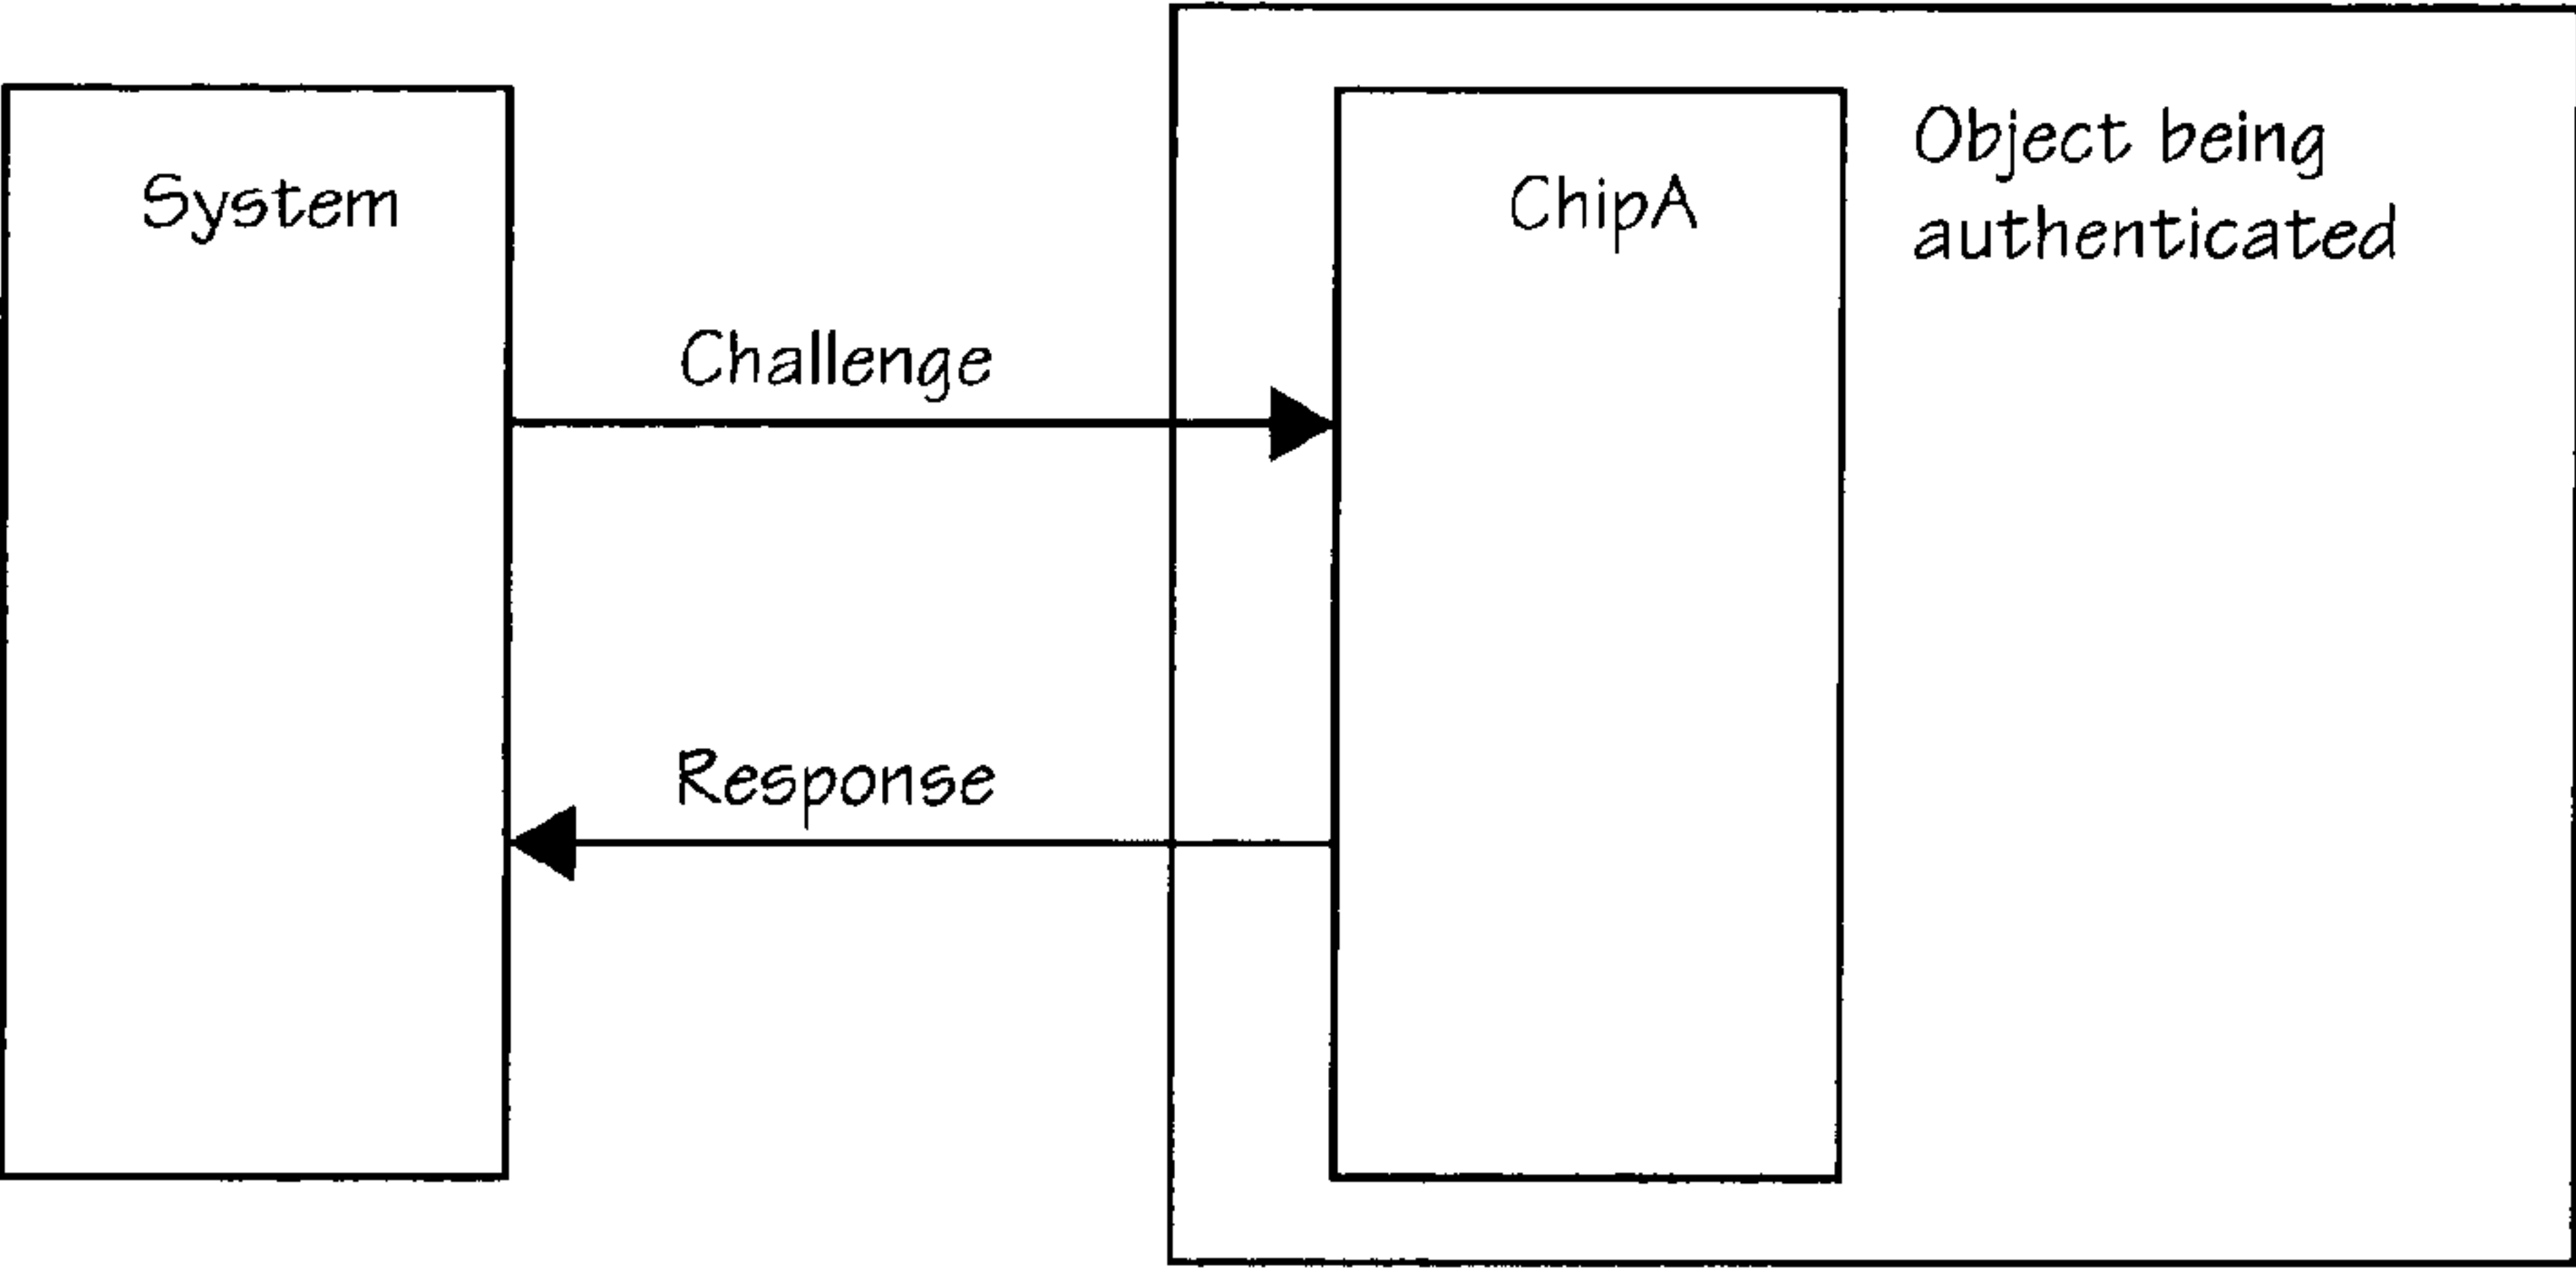 System
ChipA
Object being
authenticated
Challenge
Response